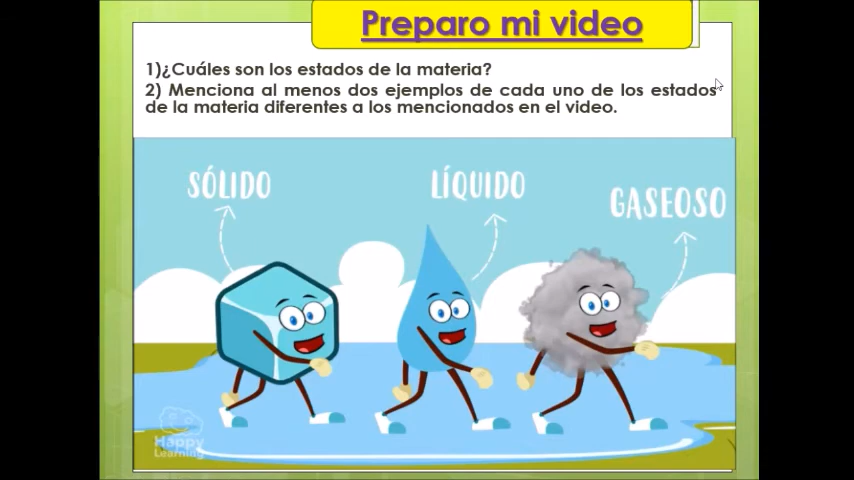 Preparo mi video
1)¿Cuáles son los estados de la materia?
2) Menciona al menos dos ejemplos de cada uno de los estados
de la materia diferentes a los mencionados en el video.
SÓLIDO
LÍQUIDO
GASEOSO
Happy
Learning